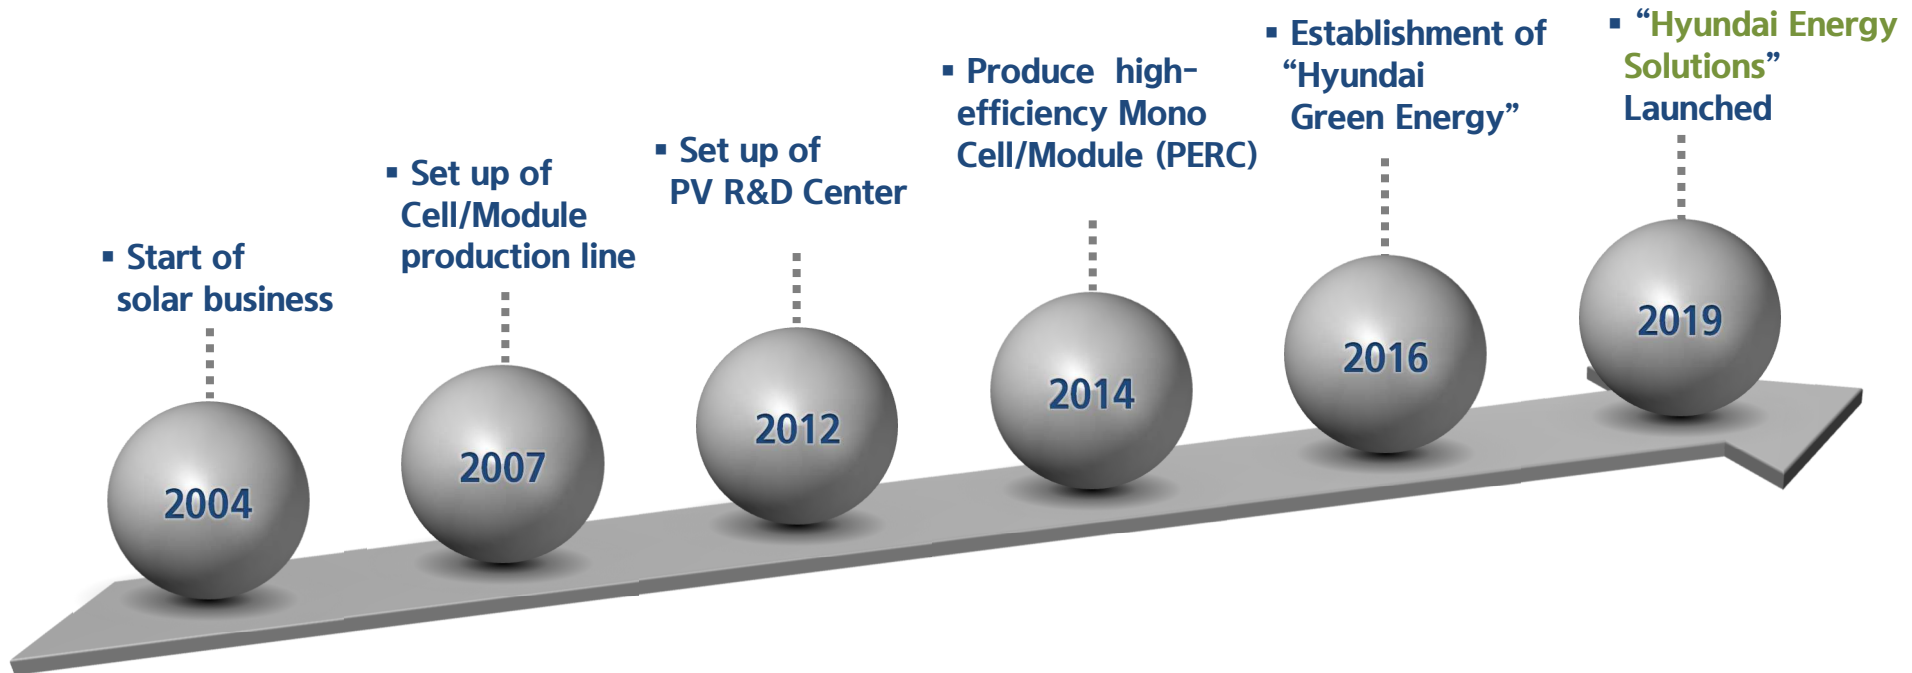 ▪ Start of
solar business
2004
▪ Set up of
Cell/Module
production line
2007
▪ Set up of
PV R&D Center
2012
▪ Produce high-
efficiency Mono
Cell/Module (PERC)
2014
▪ Establishment of
“Hyundai
Green Energy”
2016
▪ “Hyundai Energy
Solutions”
Launched
2019